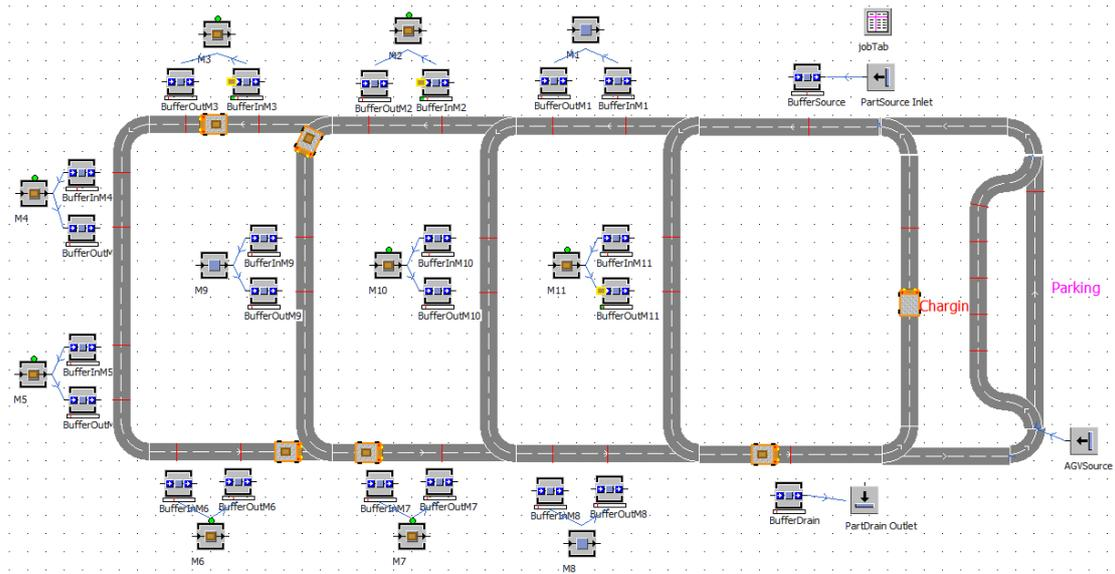 jobTab
M3
M2
M1
BufferOutM3
BufferInM3
BufferOutM2
BufferInM2
BufferOutM1
BufferInM1
BufferSource
PartSource Inlet
BufferInM4
M4
BufferOutM
BufferInM9
M9
BufferOutM9
BufferInM10
M10
BufferOutM10
BufferInM11
M11
BufferOutM11
Parking
Chargin
BufferInM5
M5
BufferOutM
AGVSource
BufferInM6
BufferOutM6
M6
BufferInM7
BufferOutM7
M7
BufferInM8
BufferOutM8
M8
BufferDrain
PartDrain Outlet